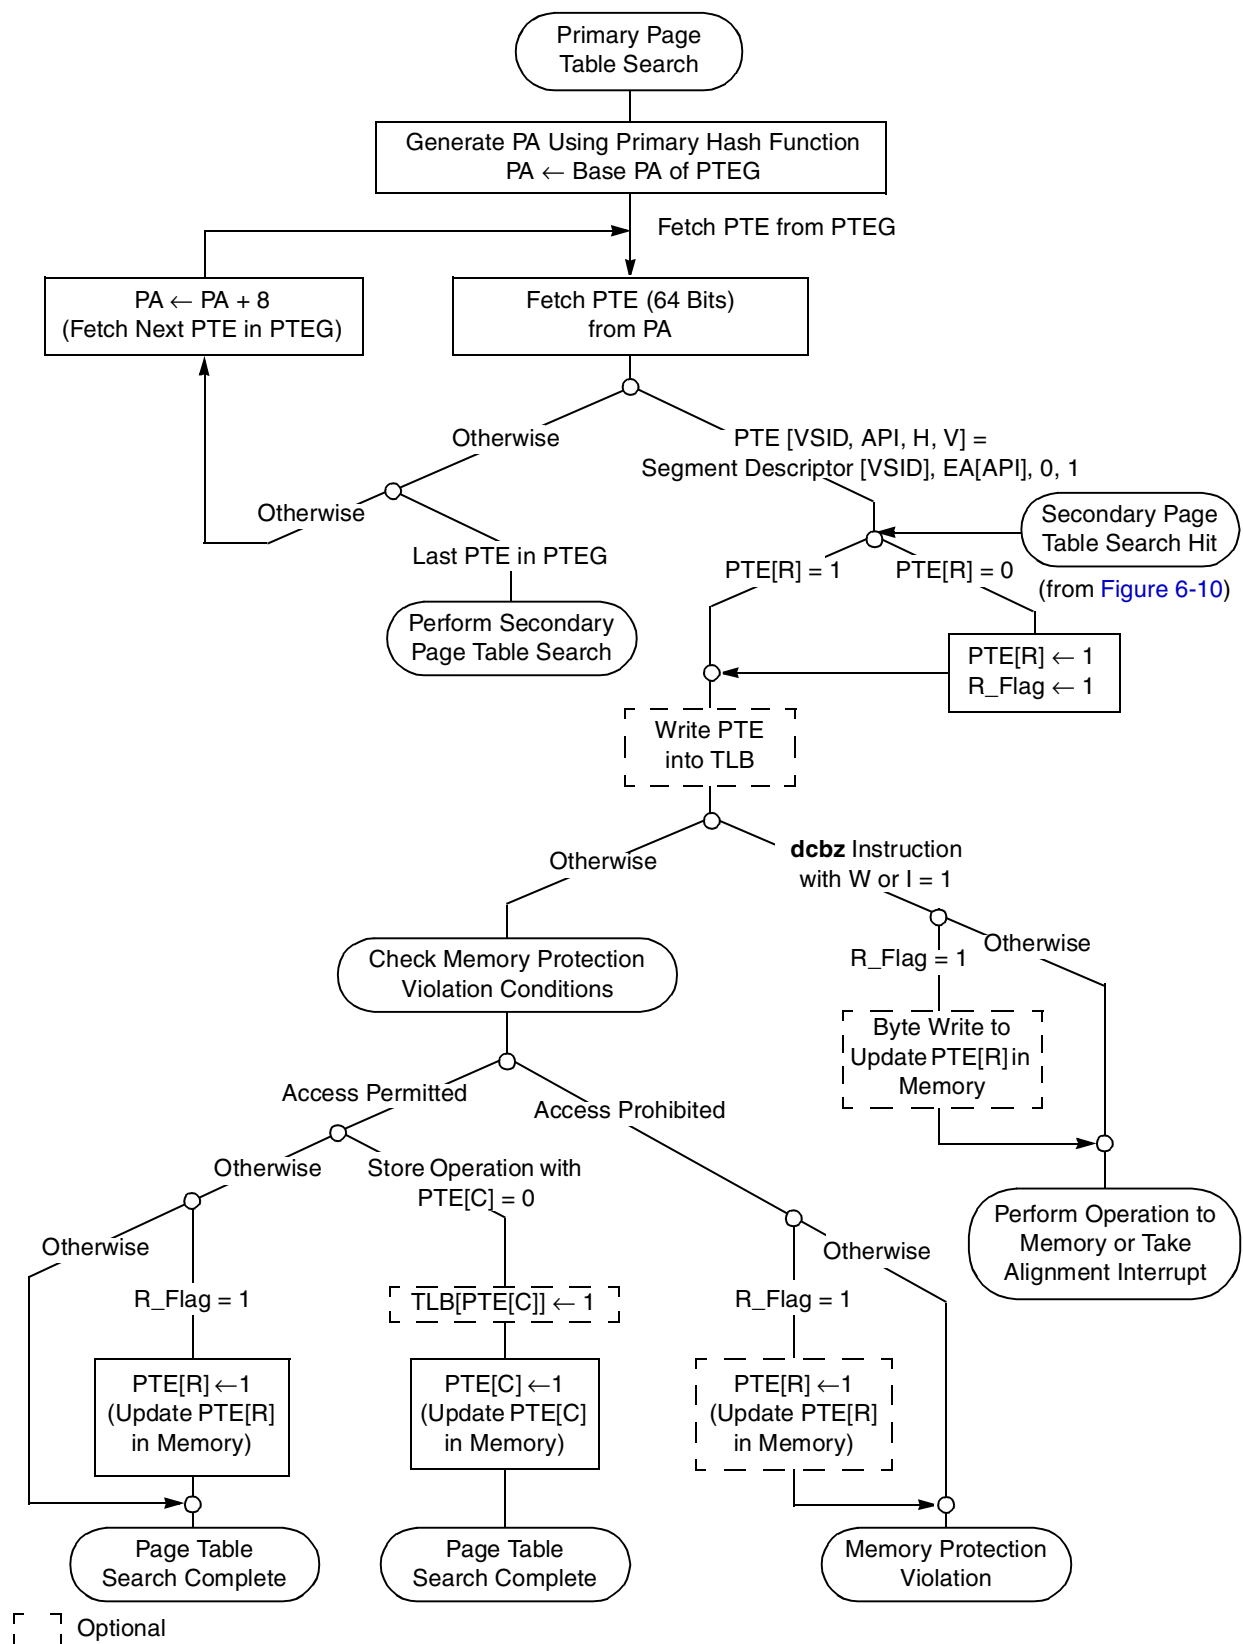 Primary Page
Table Search
Generate PA Using Primary Hash Function
PA ← Base PA of PTEG
Fetch PTE from PTEG
PA ← PA + 8
(Fetch Next PTE in PTEG)
Fetch PTE (64 Bits)
from PA
Otherwise
PTE [VSID, API, H, V] =
Segment Descriptor [VSID], EA[API], 0, 1
Otherwise
Last PTE in PTEG
Perform Secondary
Page Table Search
Secondary Page
Table Search Hit
(from Figure 6-10)
PTE[R] = 1
PTE[R] = 0
PTE[R] ← 1
R_Flag ← 1
Write PTE
into TLB
Otherwise
dcbz Instruction
with W or I = 1
Check Memory Protection
Violation Conditions
R_Flag = 1
Otherwise
Byte Write to
Update PTE[R] in
Memory
Perform Operation to
Memory or Take
Alignment Interrupt
Access Permitted
Access Prohibited
Otherwise
Store Operation with
PTE[C] = 0
Otherwise
R_Flag = 1
TLB[PTE[C]] ← 1
R_Flag = 1
Otherwise
PTE[R] ←1
(Update PTE[R]
in Memory)
PTE[C] ←1
(Update PTE[C]
in Memory)
PTE[R] ←1
(Update PTE[R]
in Memory)
Page Table
Search Complete
Page Table
Search Complete
Memory Protection
Violation
Optional